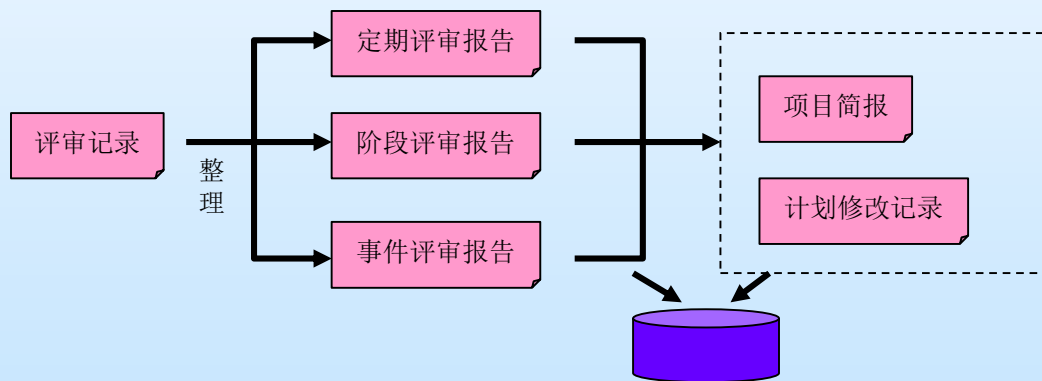 评审记录
整
理
定期评审报告
阶段评审报告
事件评审报告
项目简报
计划修改记录